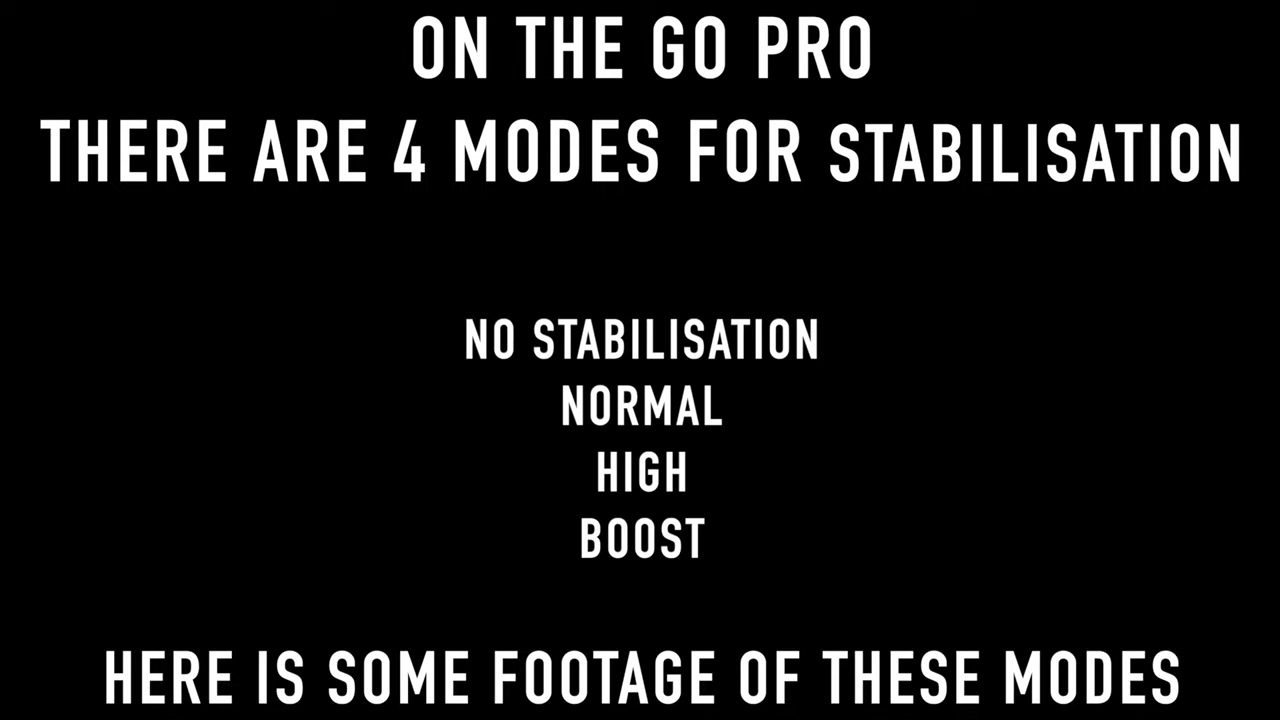 ON THE GO PRO
THERE ARE 4 MODES FOR STABILISATION
NO STABILISATION
NORMAL
HIGH
BOOST
HERE IS SOME FOOTAGE OF THESE MODES